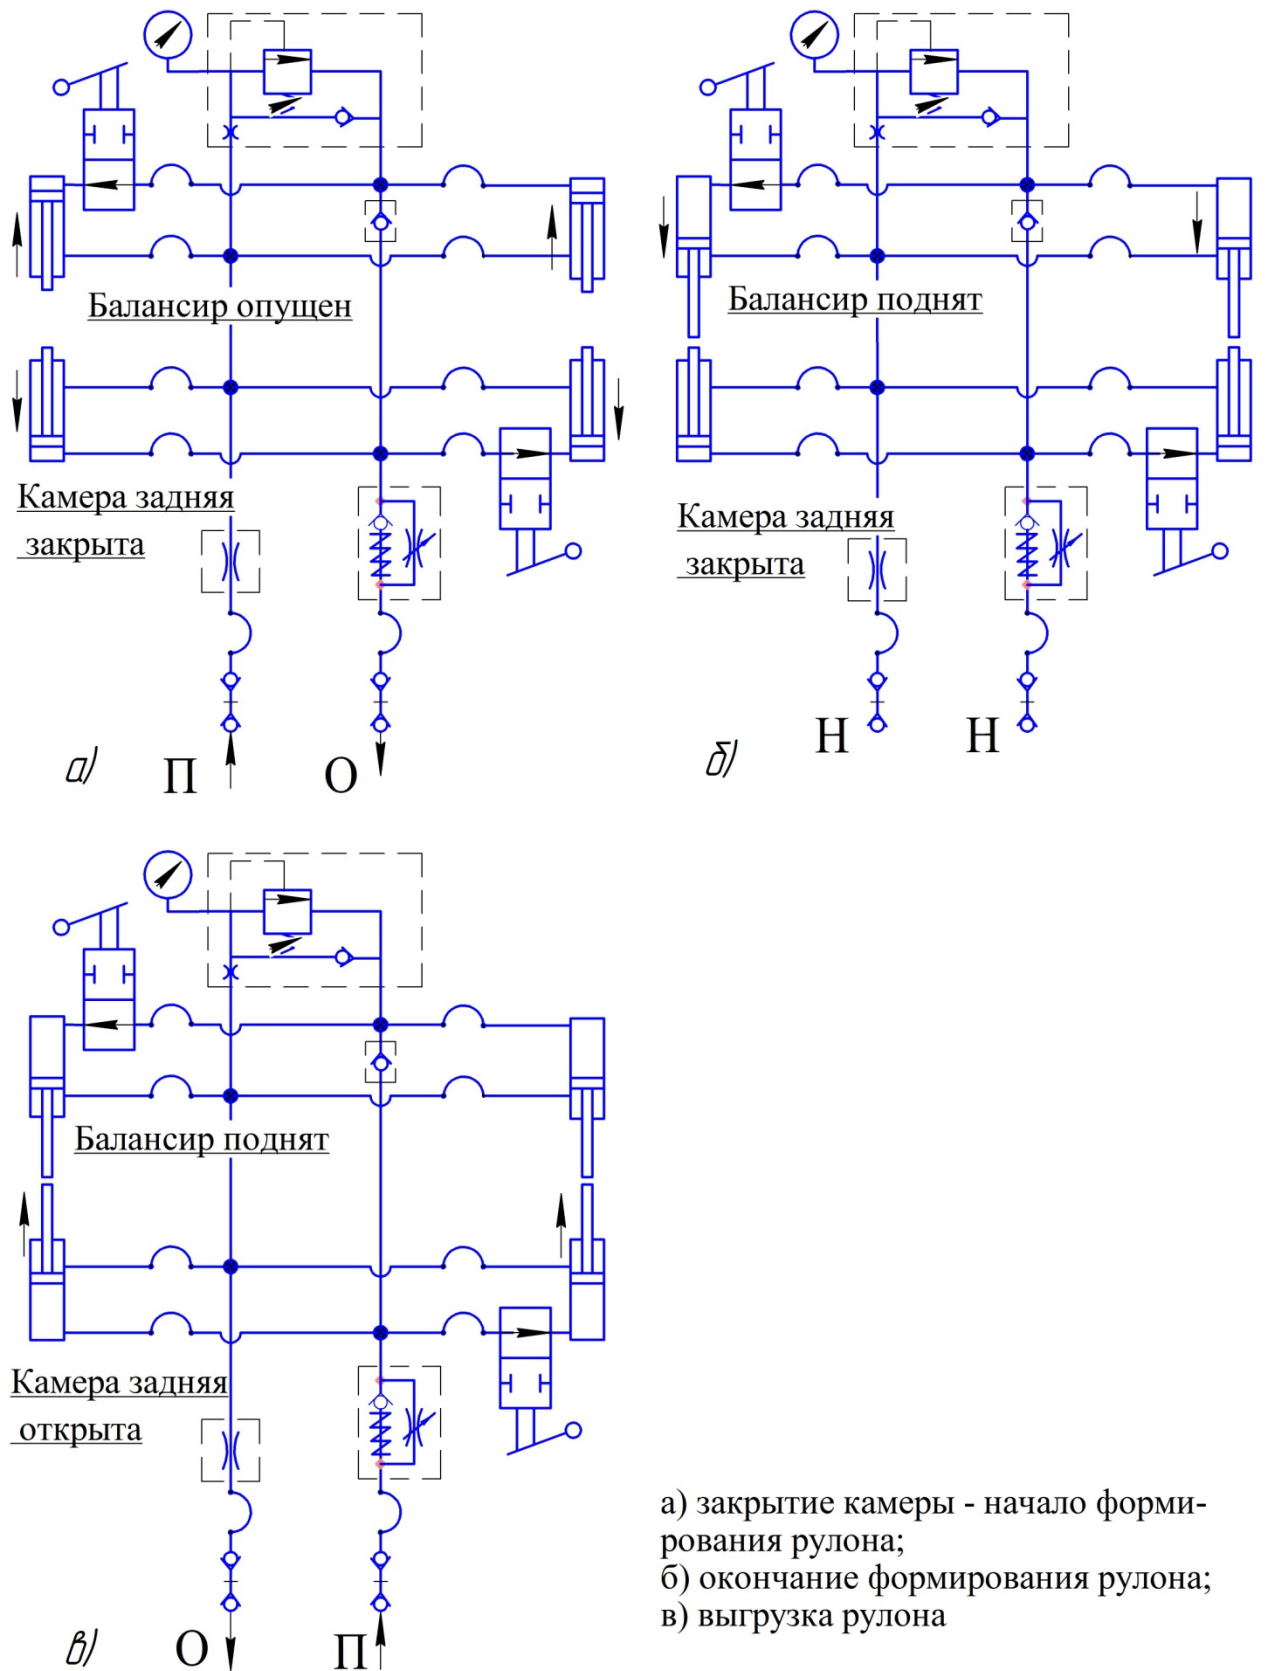 Балансир опущен
Камера задняя
закрыта
а)
П
О
Балансир поднят
Камера задняя
закрыта
б)
Н
Н
Балансир поднят
Камера задняя
открыта
в)
О
П
а) закрытие камеры - начало форми-
рования рулона;
б) окончание формирования рулона;
в) выгрузка рулона